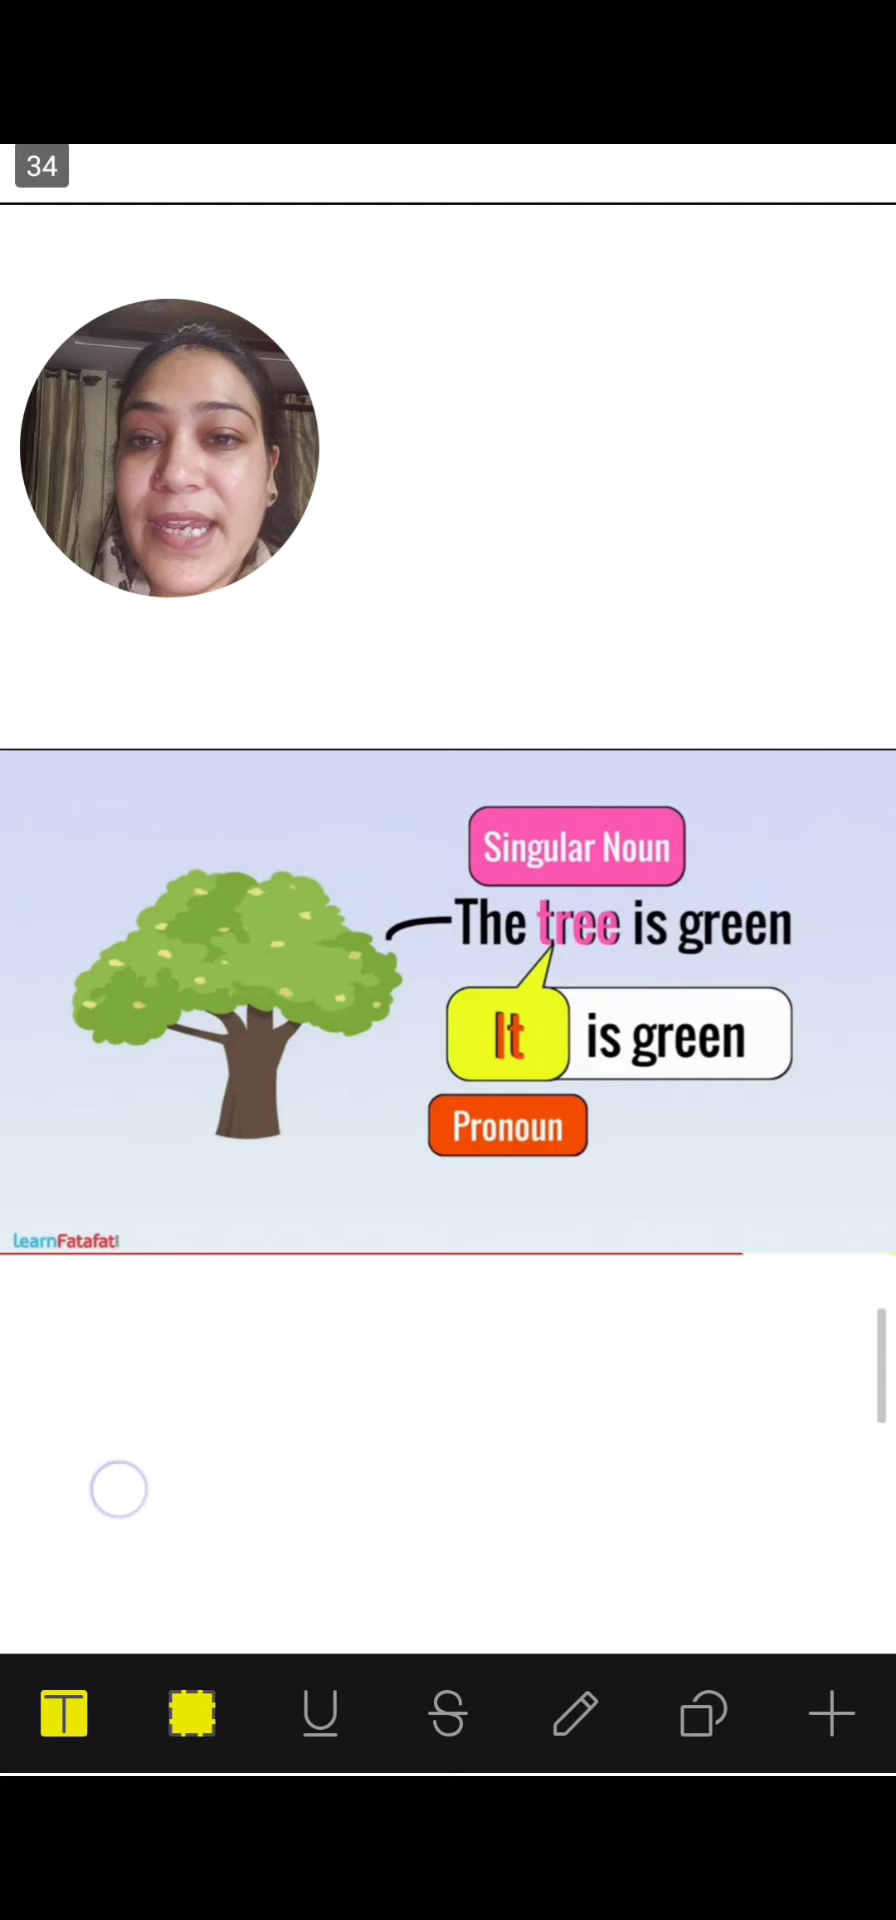 34
Singular Noun
The tree is green
It is green
Pronoun
learnFatafat